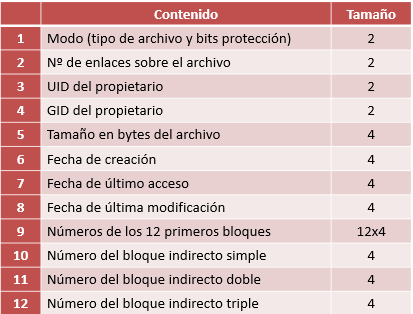 Contenido Tamaño
1 Modo (tipo de archivo y bits protección) 2
2 Nº de enlaces sobre el archivo 2
3 UID del propietario 2
4 GID del propietario 2
5 Tamaño en bytes del archivo 4
6 Fecha de creación 4
7 Fecha de último acceso 4
8 Fecha de última modificación 4
9 Números de los 12 primeros bloques 12x4
10 Número del bloque indirecto simple 4
11 Número del bloque indirecto doble 4
12 Número del bloque indirecto triple 4